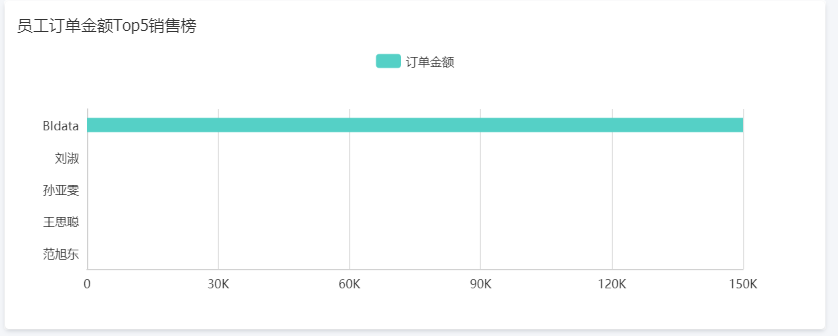 员工订单金额Top5销售榜
订单金额
BIdata
刘淑
孙亚雯
王思聪
范旭东
0 30K 60K 90K 120K 150K